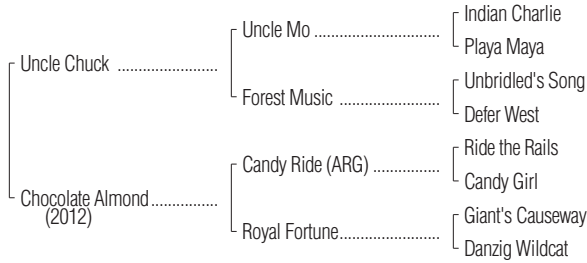 Indian Charlie
Uncle Mo ........................
Playa Maya
Uncle Chuck ...................
Unbridled's Song
Forest Music ...................
Defer West
Ride the Rails
Candy Ride (ARG) .............
Candy Girl
Chocolate Almond.............
(2012)
Giant's Causeway
Royal Fortune...................
Danzig Wildcat